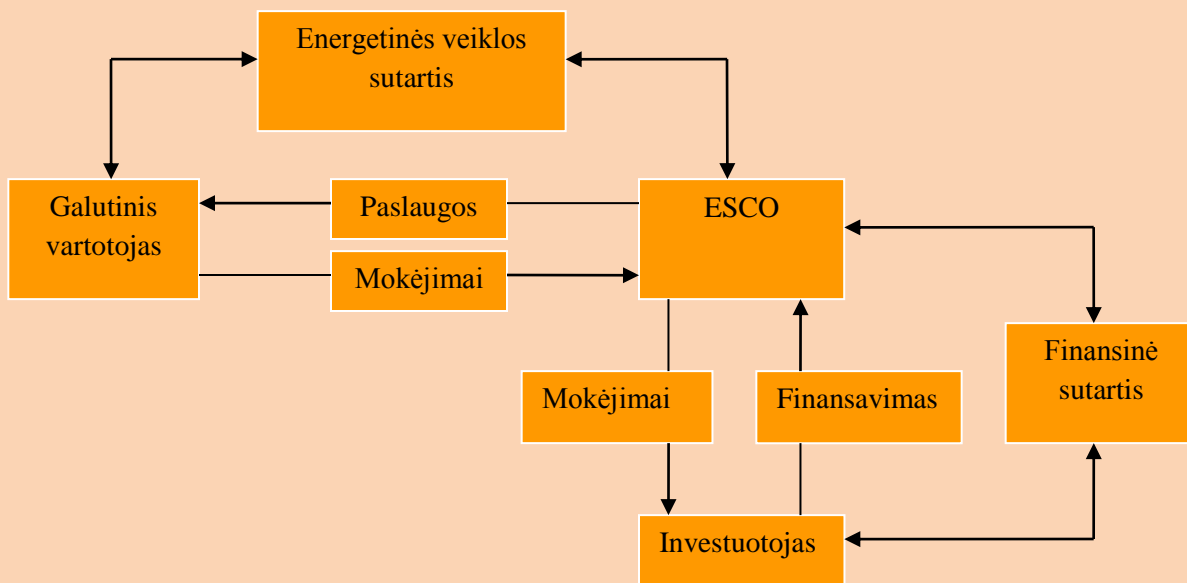 Energetinės veiklos
sutartis
Galutinis
vartotojas
Paslaugos
ESCO
Mokėjimai
Finansinė
sutartis
Mokėjimai
Finansavimas
Investuotojas